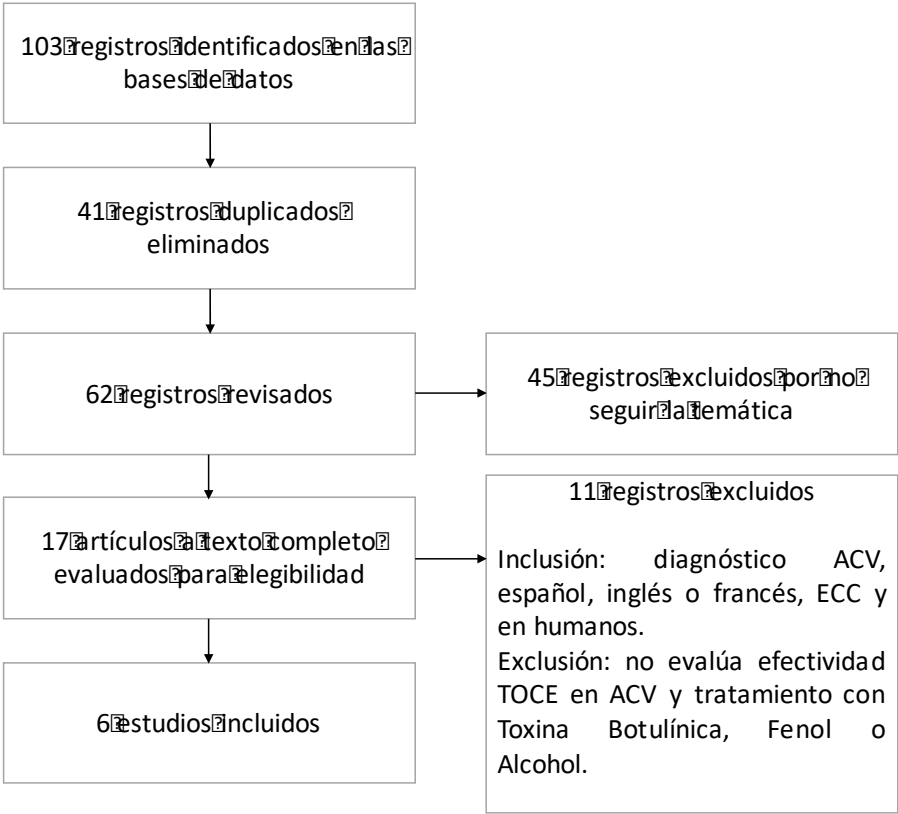 103 registros identificados en las
bases de datos
41 registros duplicados
eliminados
62 registros revisados
45 registros excluidos por no
seguir la temática
17 artículos a texto completo
evaluados para elegibilidad
11 registros excluidos
Inclusión: diagnóstico ACV,
español, inglés o francés, ECC y
en humanos.
Exclusión: no evalúa efectividad
TOCE en ACV y tratamiento con
Toxina Botulínica, Fenol o
Alcohol.
6 estudios incluidos